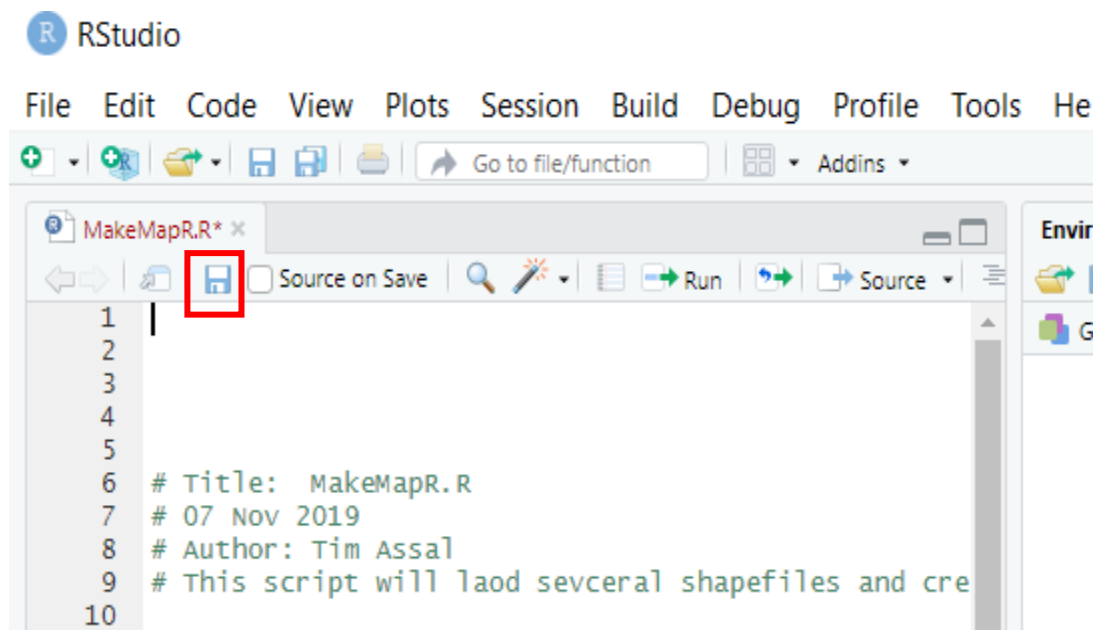 R RStudio
File Edit Code View Plots Session Build Debug Profile Tools He
Go to file/function Addins
MakeMapR.R* Envir
Source on Save Run Source
1 G
2
3
4
5
6 # Title:  MakeMapR.R
7 # 07 Nov 2019
8 # Author: Tim Assal
9 # This script will laod sevceral shapefiles and cre
10